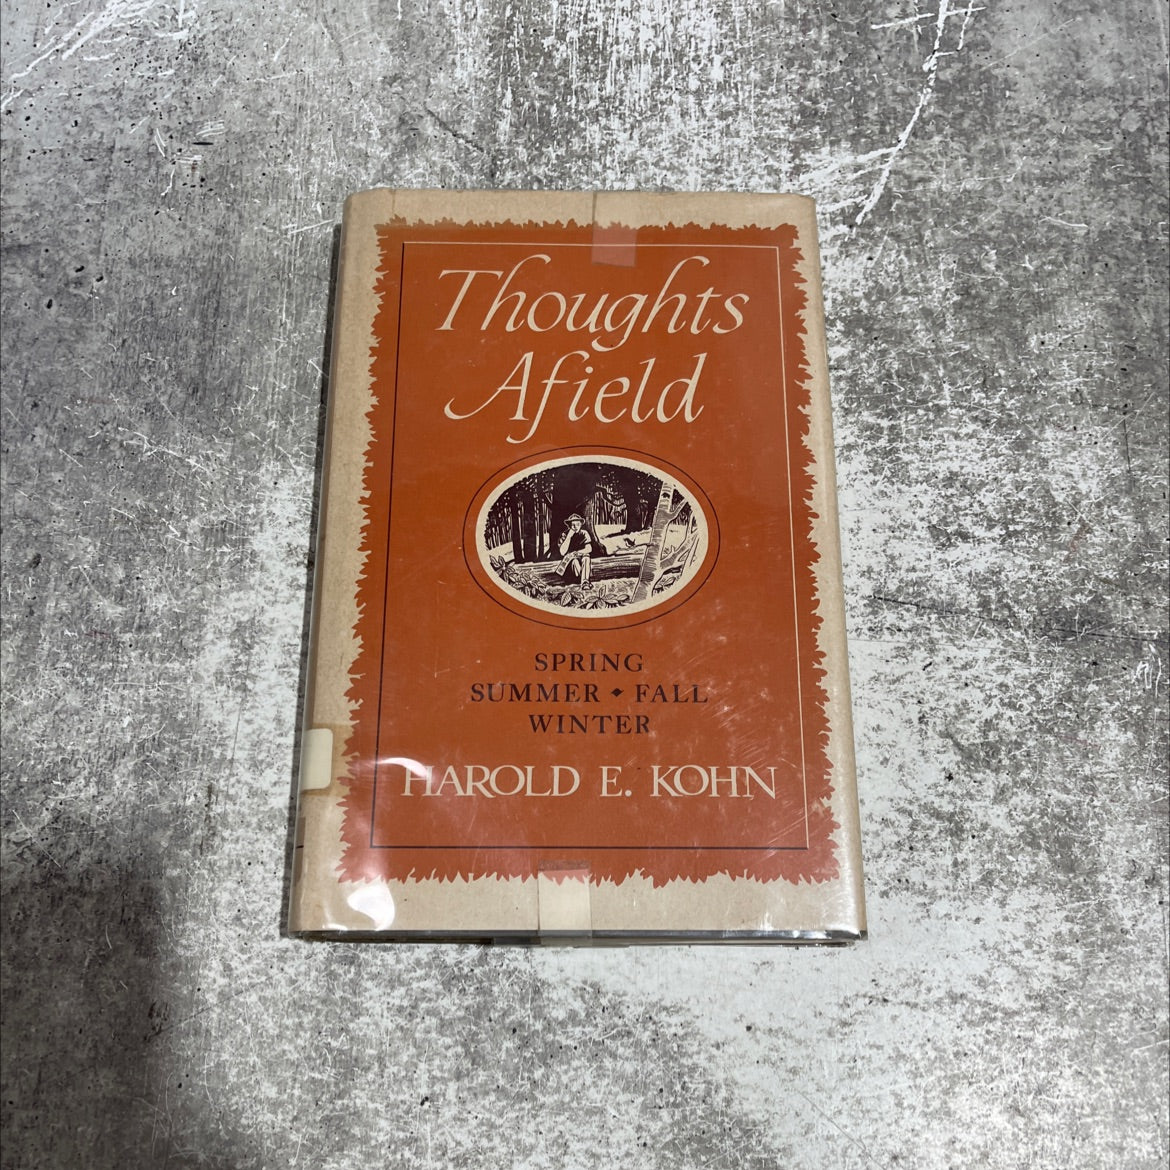 Thoughts
Afield
SPRING
SUMMER ◆ FALL
WINTER
HAROLD E. KOHN